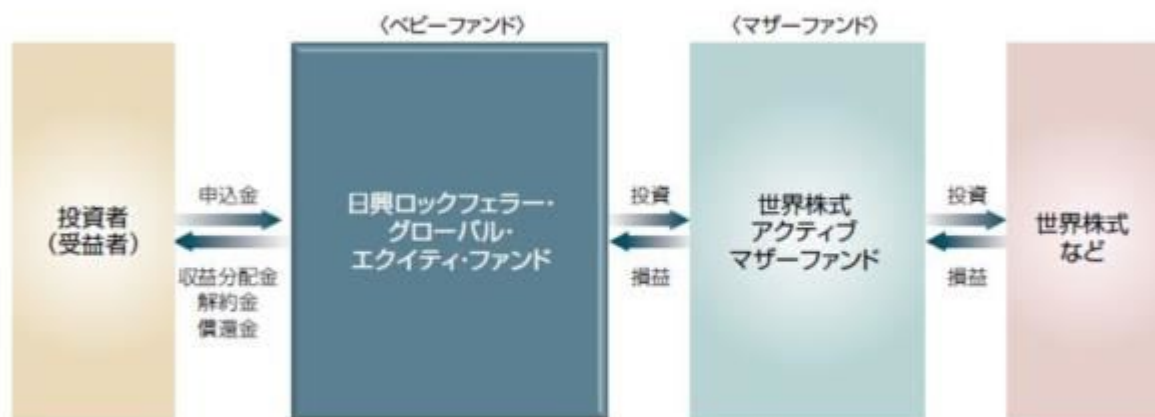 〈ベビーファンド〉
〈マザーファンド〉
投資者
(受益者)
申込金
収益分配金
解約金
償還金
日興ロックフェラー・
グローバル・
エクイティ・ファンド
投資
損益
世界株式
アクティブ
マザーファンド
投資
損益
世界株式
など